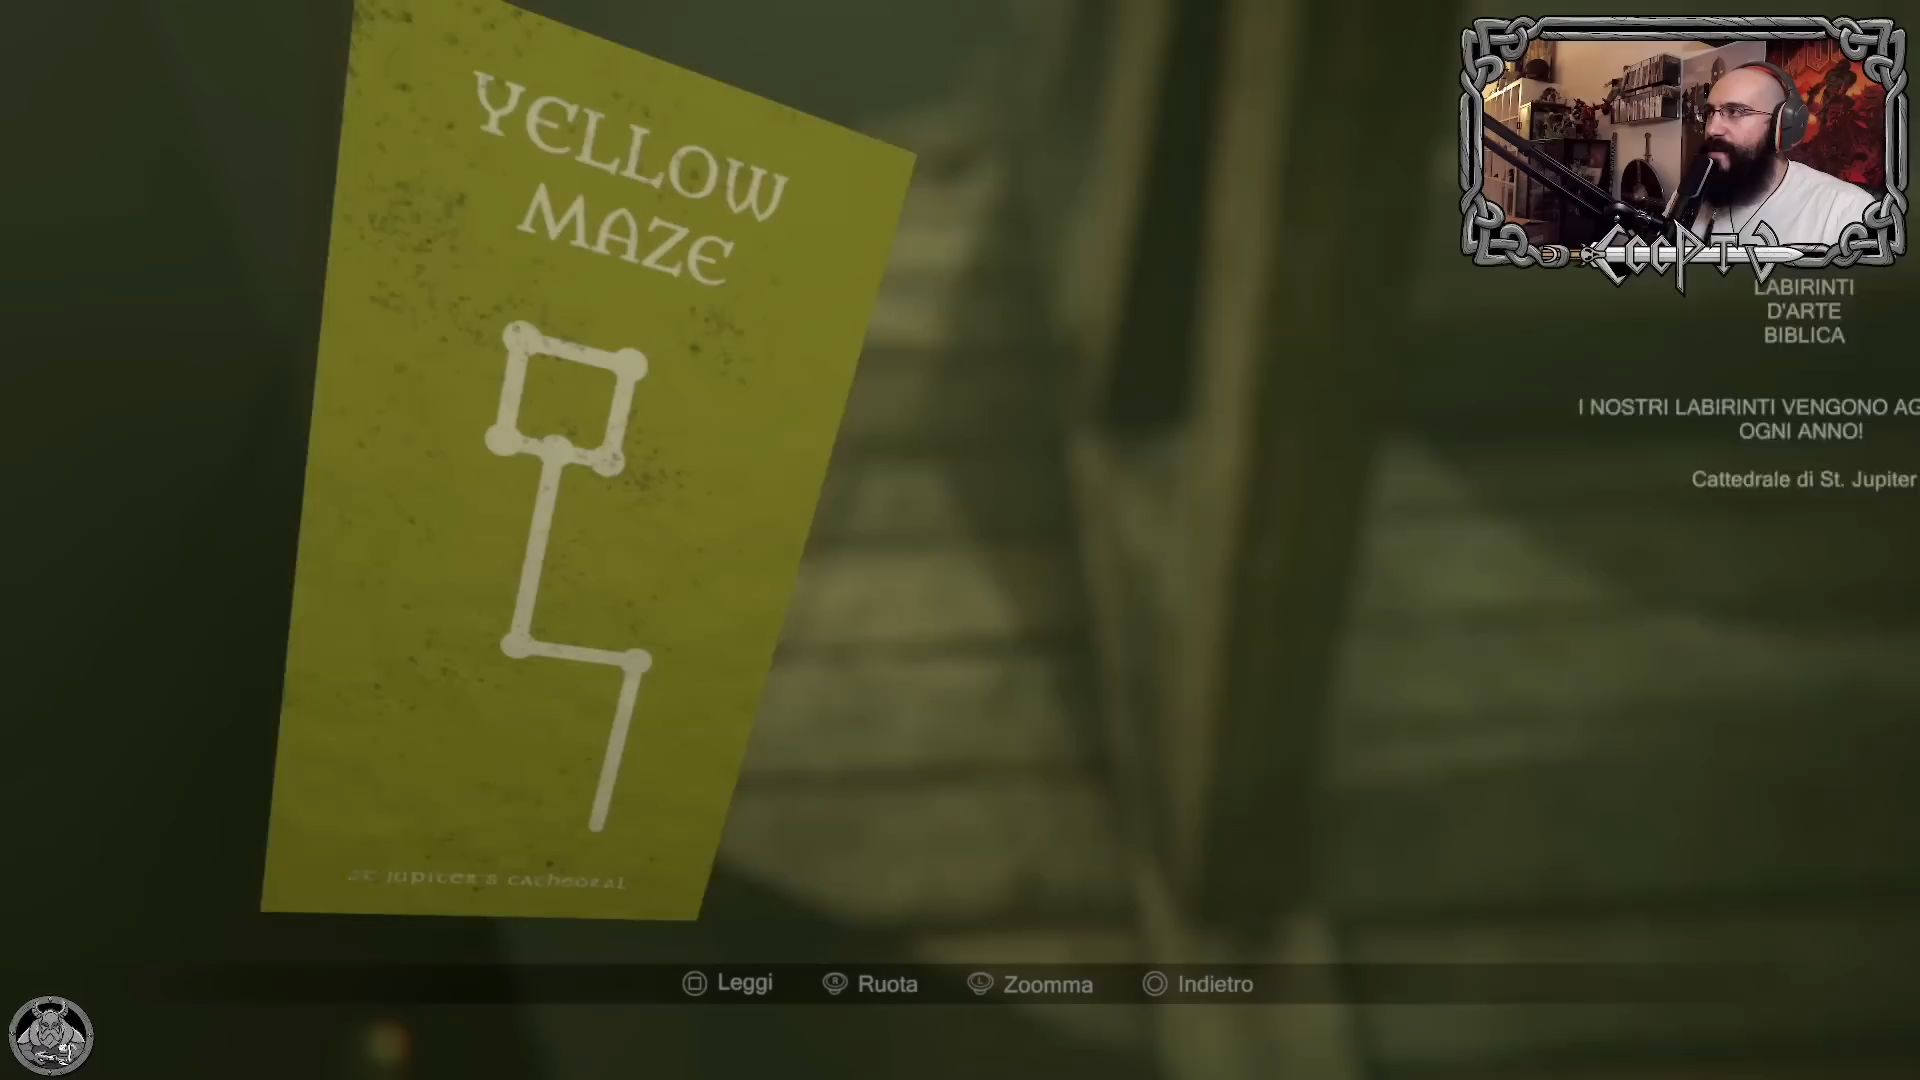 YELLOW
MAZE
St Jupiter's Cathedral
CCCPTV
LABIRINTI
D'ARTE
BIBLICA
I NOSTRI LABIRINTI VENGONO AG
OGNI ANNO!
Cattedrale di St. Jupiter
Leggi Ruota Zoomma Indietro